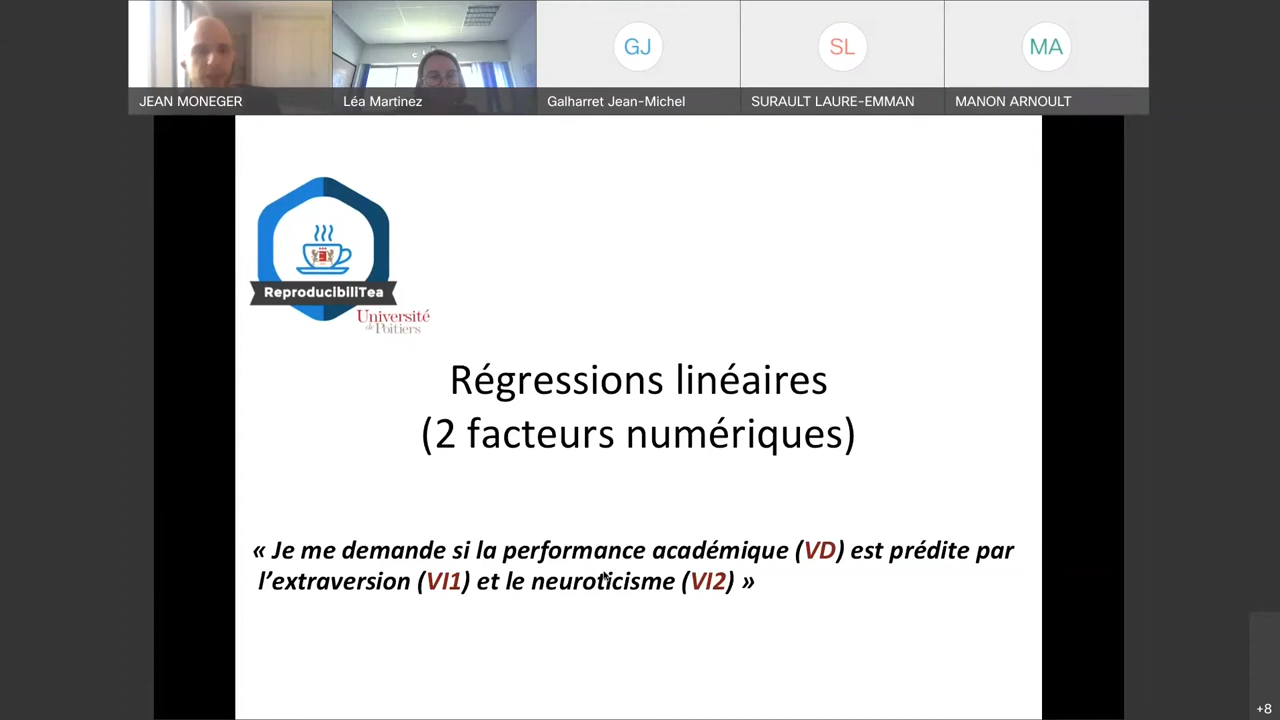 GJ
SL
MA
JEAN MONEGER
Léa Martinez
Galharret Jean-Michel
SURAULT LAURE-EMMAN
MANON ARNOULT
ReproducibiliTea
Université
de Poitiers
Régressions linéaires
(2 facteurs numériques)
« Je me demande si la performance académique (VD) est prédite par
l’extraversion (VI1) et le neuroticisme (VI2) »
+8